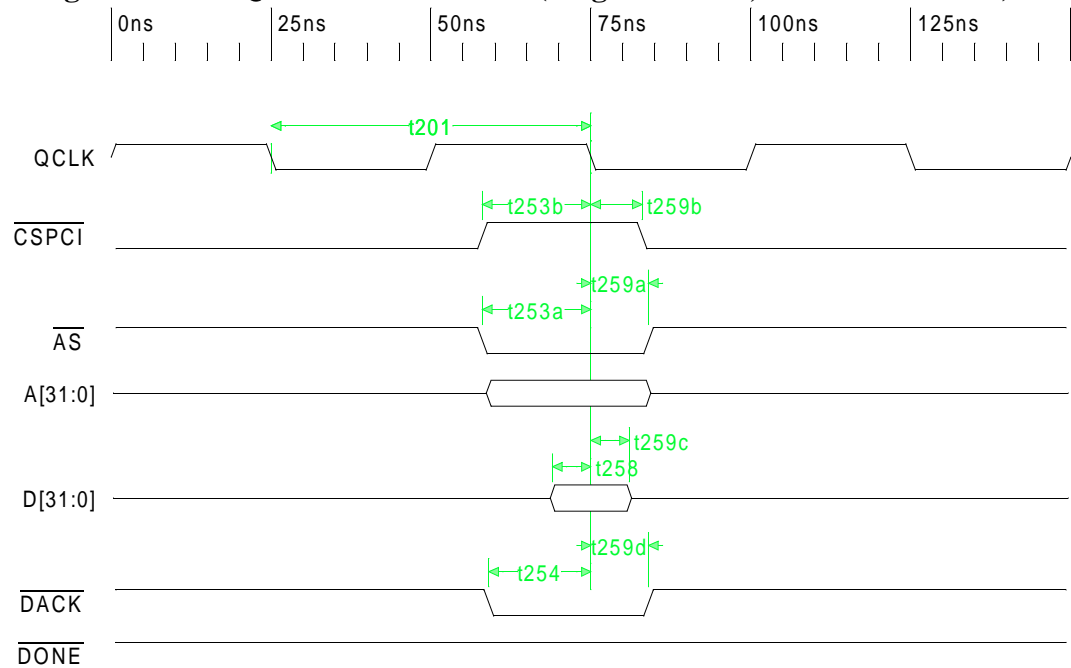 0ns 25ns 50ns 75ns 100ns 125ns
t201
QCLK
t253b t259b
CSPCI
t259a
t253a
AS
A[31:0]
t259c
t258
D[31:0]
t259d
t254
DACK
DONE